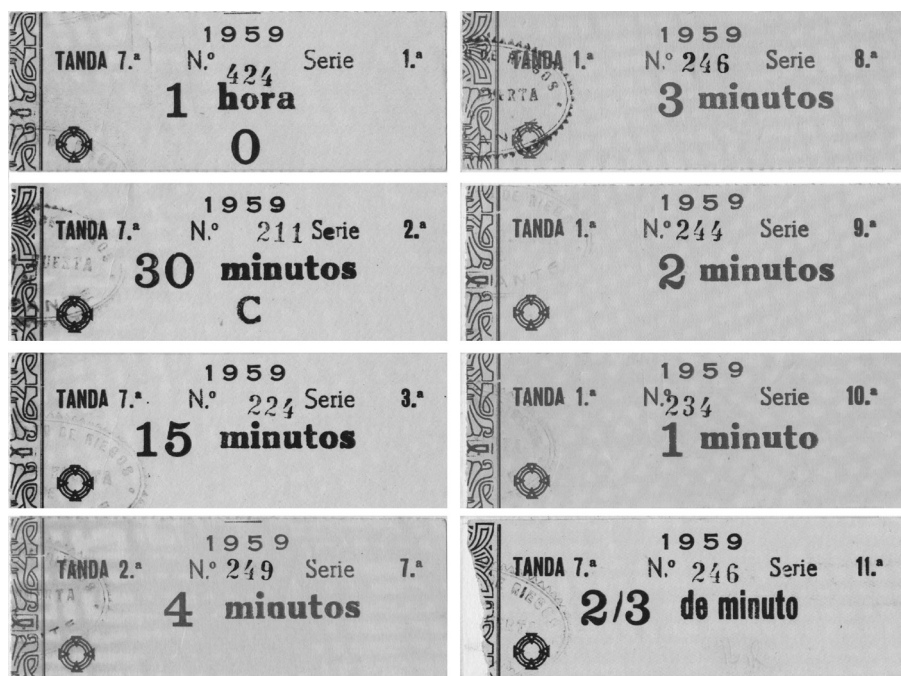 1959
TANDA 7.ª N.º 424 Serie 1.ª
1 hora
O
1959
TANDA 7.ª N.º 211 Serie 2.ª
30 minutos
C
1959
TANDA 7.ª N.º 224 Serie 3.ª
15 minutos
1959
TANDA 2.ª N.º 249 Serie 7.ª
4 minutos
1959
TANDA 1.ª N.º 246 Serie 8.ª
3 minutos
1959
TANDA 1.ª N.º 244 Serie 9.ª
2 minutos
1959
TANDA 1.ª N.º 234 Serie 10.ª
1 minuto
1959
TANDA 7.ª N.º 246 Serie 11.ª
2/3 de minuto